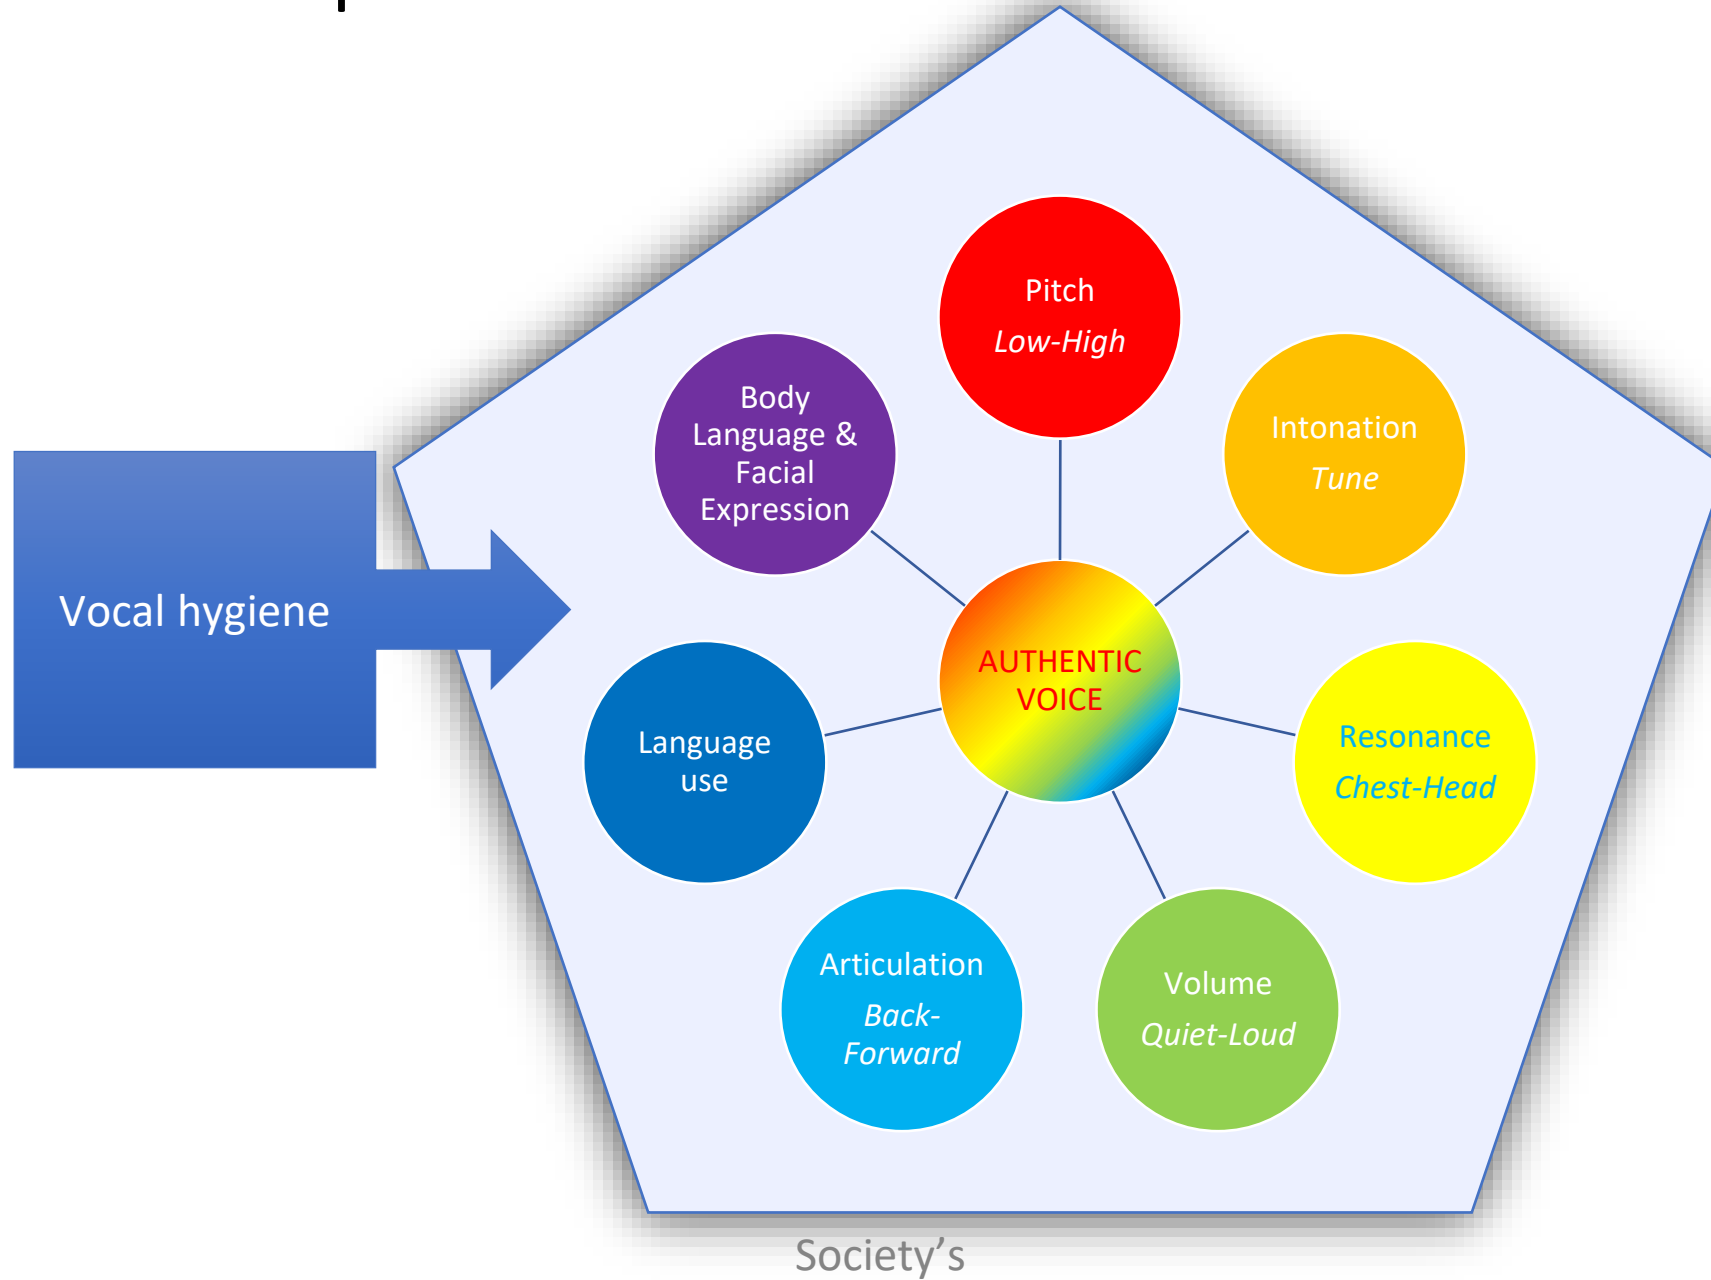 Pitch
Low-High
Intonation
Tune
Resonance
Chest-Head
Volume
Quiet-Loud
Articulation
Back-
Forward
Language
use
Body
Language &
Facial
Expression
AUTHENTIC
VOICE
Vocal hygiene
Society’s